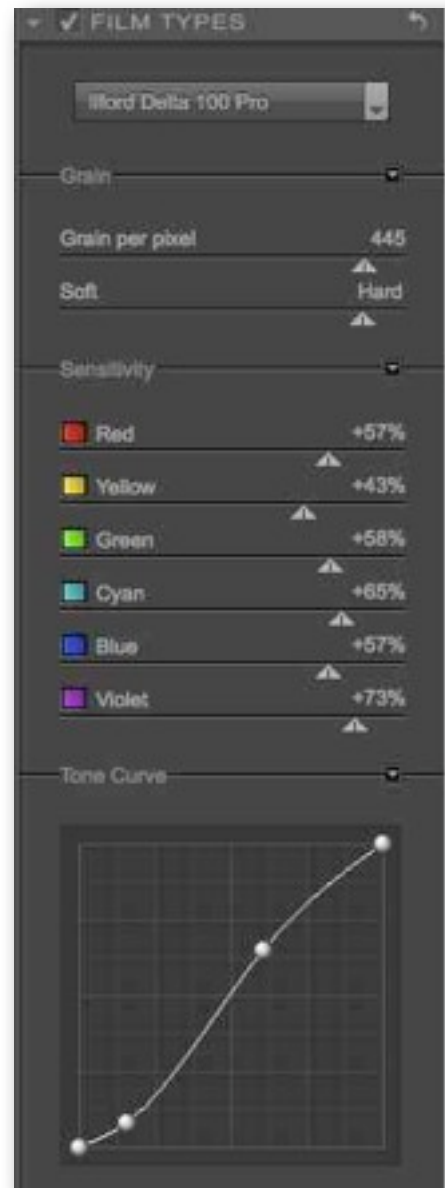 FILM TYPES
Ilford Delta 100 Pro
Grain
Grain per pixel 445
Soft Hard
Sensitivity
Red +57%
Yellow +43%
Green +58%
Cyan +65%
Blue +57%
Violet +73%
Tone Curve